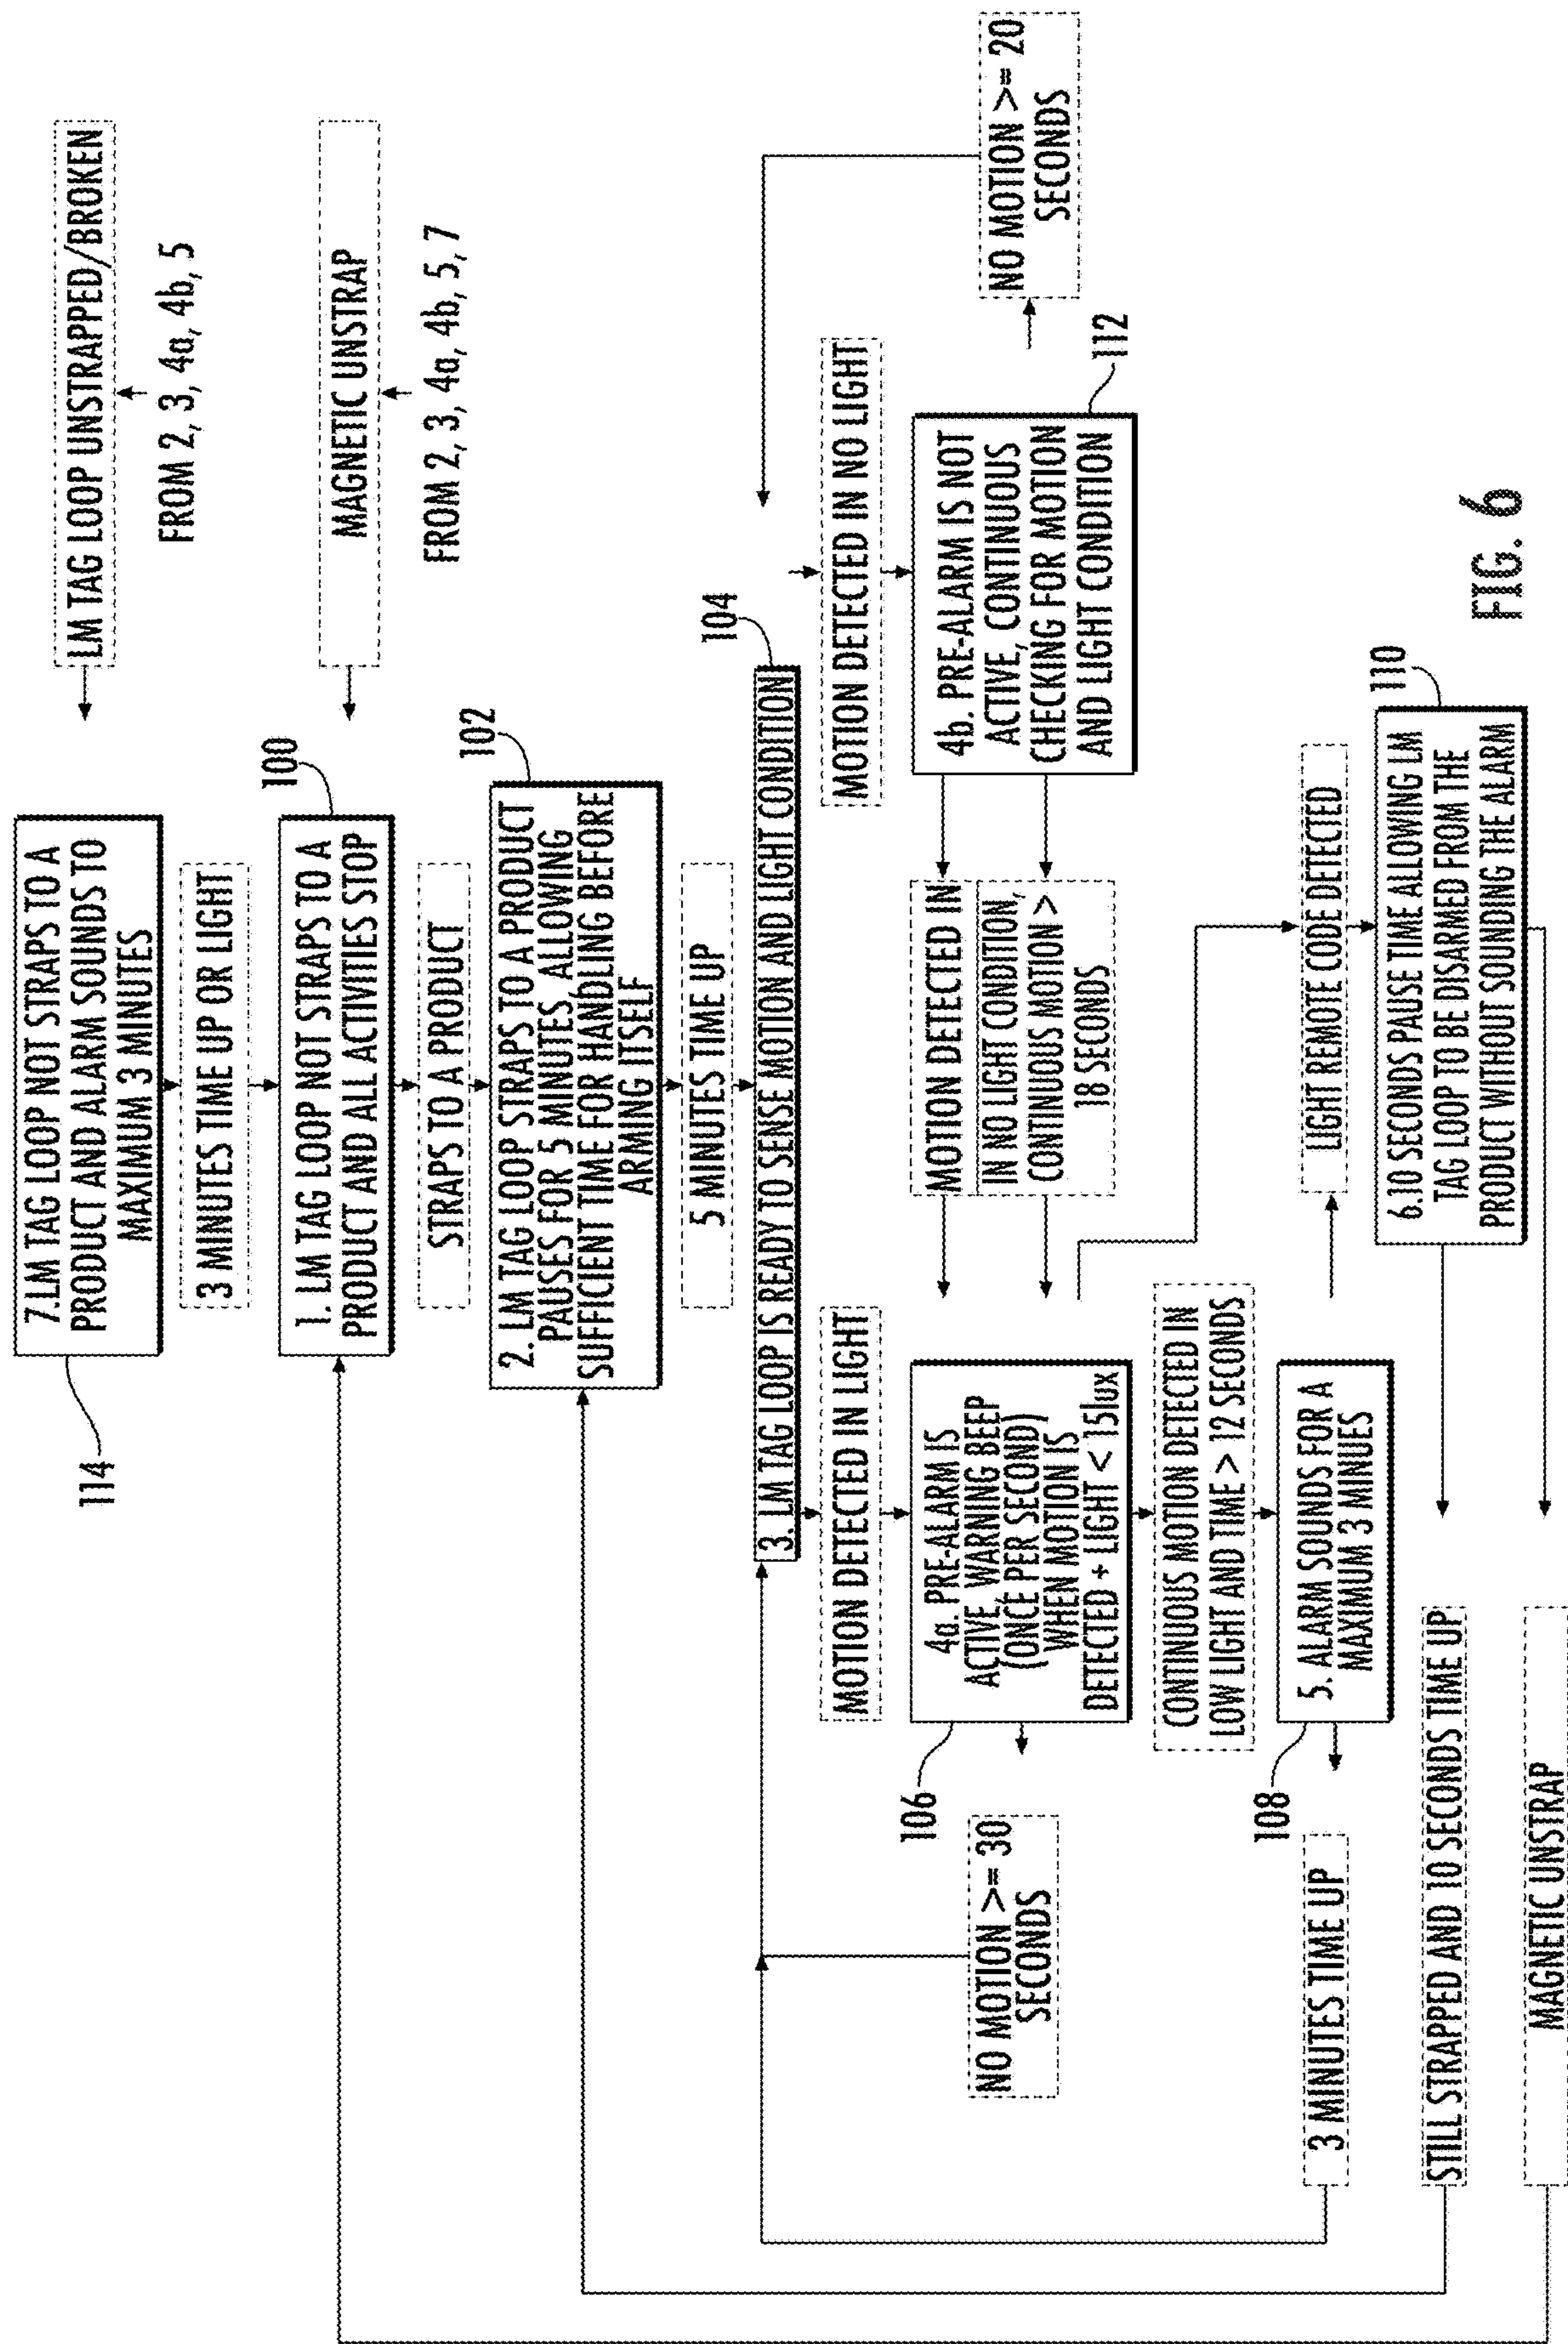 7.LM TAG LOOP NOT STRAPS TO A
PRODUCT AND ALARM SOUNDS TO
MAXIMUM 3 MINUTES
114
LM TAG LOOP UNSTRAPPED/BROKEN
FROM 2, 3, 4a, 4b, 5
3 MINUTES TIME UP OR LIGHT
100
1. LM TAG LOOP NOT STRAPS TO A
PRODUCT AND ALL ACTIVITIES STOP
MAGNETIC UNSTRAP
FROM 2, 3, 4a, 4b, 5, 7
STRAPS TO A PRODUCT
102
2. LM TAG LOOP STRAPS TO A PRODUCT
PAUSES FOR 5 MINUTES, ALLOWING
SUFFICIENT TIME FOR HANDLING BEFORE
ARMING ITSELF
5 MINUTES TIME UP
104
3. LM TAG LOOP IS READY TO SENSE MOTION AND LIGHT CONDITION
MOTION DETECTED IN LIGHT
MOTION DETECTED IN NO LIGHT
106
4a. PRE-ALARM IS
ACTIVE, WARNING BEEP
(ONCE PER SECOND)
WHEN MOTION IS
DETECTED + LIGHT < 15lux
NO MOTION >= 30
SECONDS
MOTION DETECTED IN
IN NO LIGHT CONDITION,
CONTINUOUS MOTION >
18 SECONDS
4b. PRE-ALARM IS NOT
ACTIVE, CONTINUOUS
CHECKING FOR MOTION
AND LIGHT CONDITION
112
NO MOTION >= 20
SECONDS
CONTINUOUS MOTION DETECTED IN
LOW LIGHT AND TIME > 12 SECONDS
LIGHT REMOTE CODE DETECTED
108
5. ALARM SOUNDS FOR A
MAXIMUM 3 MINUES
3 MINUTES TIME UP
110
6.10 SECONDS PAUSE TIME ALLOWING LM
TAG LOOP TO BE DISARMED FROM THE
PRODUCT WITHOUT SOUNDING THE ALARM
STILL STRAPPED AND 10 SECONDS TIME UP
MAGNETIC UNSTRAP
FIG. 6